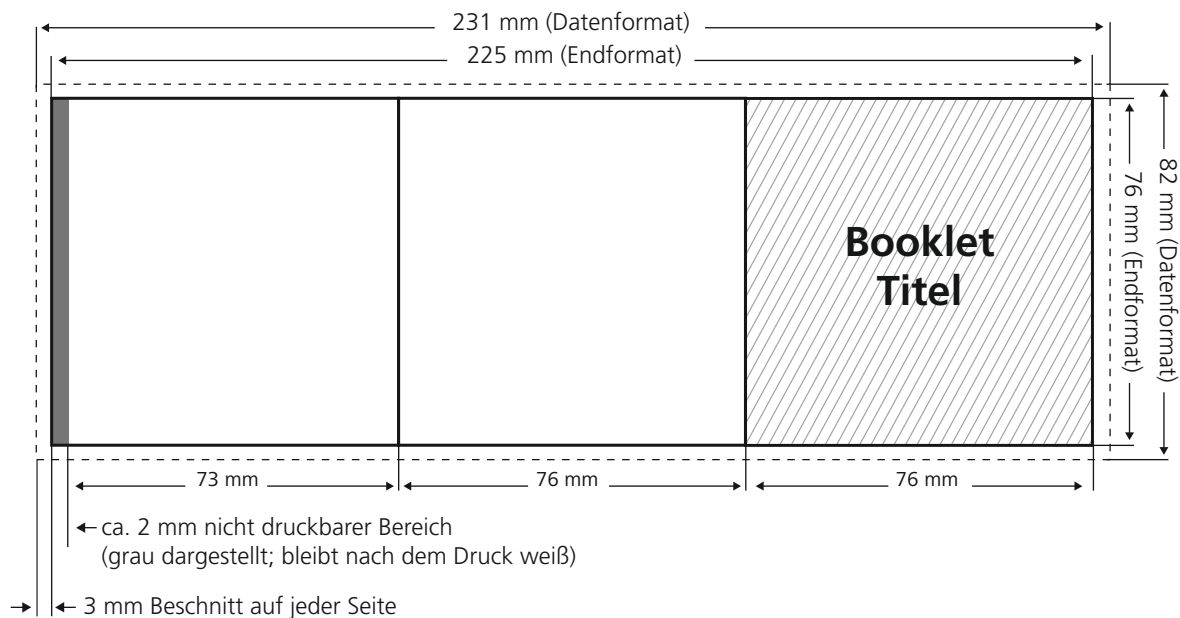 231 mm (Datenformat)
225 mm (Endformat)
Booklet
Titel
76 mm (Endformat)
82 mm (Datenformat)
73 mm
76 mm
76 mm
ca. 2 mm nicht druckbarer Bereich
(grau dargestellt; bleibt nach dem Druck weiß)
3 mm Beschnitt auf jeder Seite